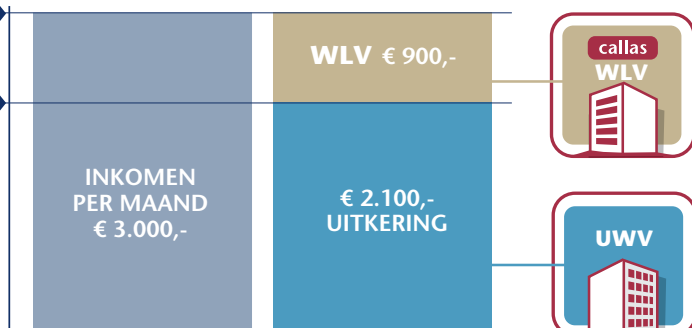 WLV € 900,-
INKOMEN
PER MAAND
€ 3.000,-
€ 2.100,-
UITKERING
callas
WLV
UWV